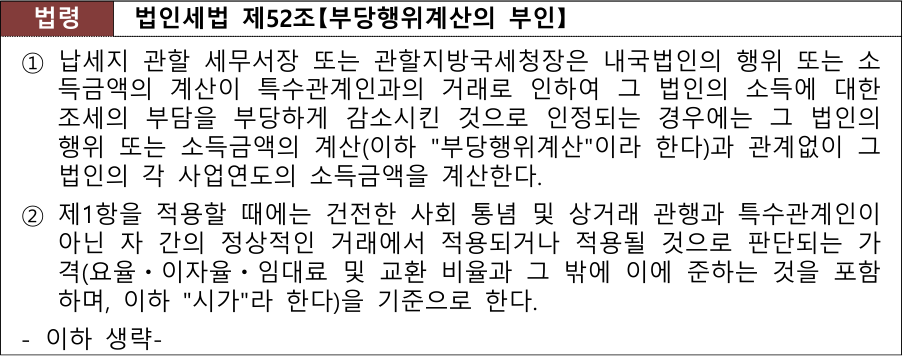 법령 법인세법 제52조【부당행위계산의 부인】
① 납세지 관할 세무서장 또는 관할지방국세청장은 내국법인의 행위 또는 소
득금액의 계산이 특수관계인과의 거래로 인하여 그 법인의 소득에 대한
조세의 부담을 부당하게 감소시킨 것으로 인정되는 경우에는 그 법인의
행위 또는 소득금액의 계산(이하 "부당행위계산"이라 한다)과 관계없이 그
법인의 각 사업연도의 소득금액을 계산한다.
② 제1항을 적용할 때에는 건전한 사회 통념 및 상거래 관행과 특수관계인이
아닌 자 간의 정상적인 거래에서 적용되거나 적용될 것으로 판단되는 가
격(요율・이자율・임대료 및 교환 비율과 그 밖에 이에 준하는 것을 포함
하며, 이하 "시가"라 한다)을 기준으로 한다.
- 이하 생략-